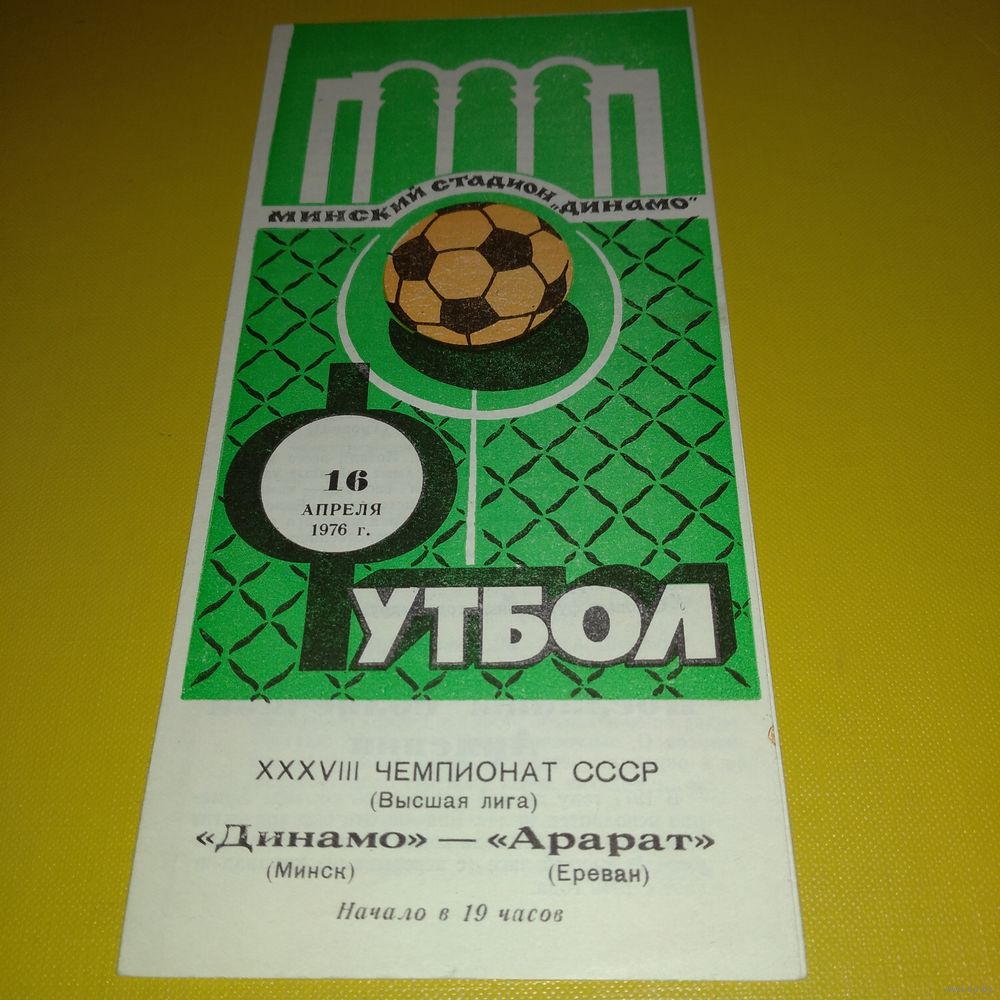 МИНСКИЙ СТАДИОН „ДИНАМО"
16
АПРЕЛЯ
1976 г.
ФУТБОЛ
XXXVIII ЧЕМПИОНАТ СССР
(Высшая лига)
«Динамо» — «Арарат»
(Минск) (Ереван)
Начало в 19 часов